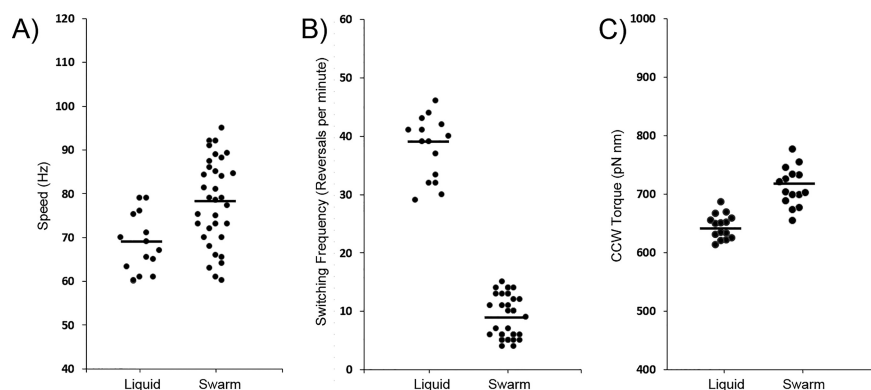 A)
120
110
100
90
80
70
60
50
40
Speed (Hz)
Liquid Swarm
B)
60
50
40
30
20
10
0
Switching Frequency (Reversals per minute)
Liquid Swarm
C)
1000
900
800
700
600
500
400
CCW Torque (pN nm)
Liquid Swarm